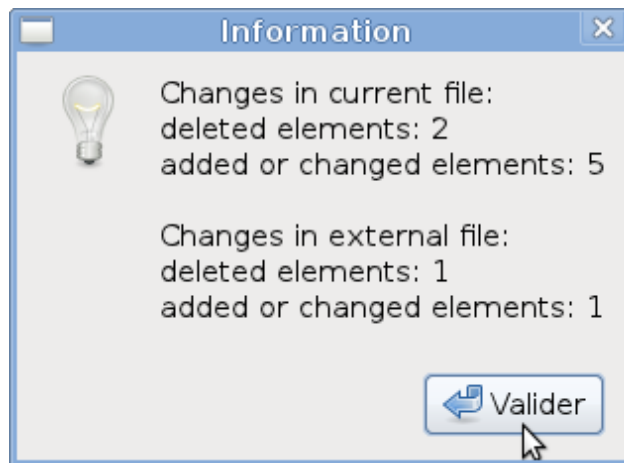 Information
Changes in current file:
deleted elements: 2
added or changed elements: 5
Changes in external file:
deleted elements: 1
added or changed elements: 1
Valider